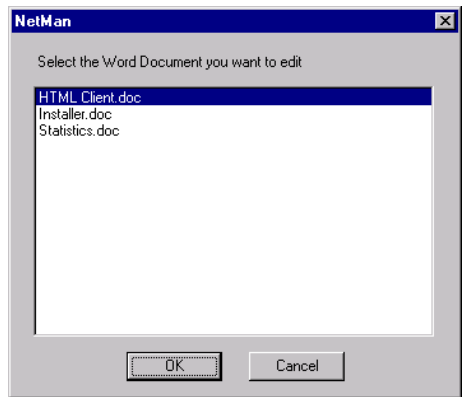 NetMan
Select the Word Document you want to edit
HTML Client.doc
Installer.doc
Statistics.doc
OK
Cancel